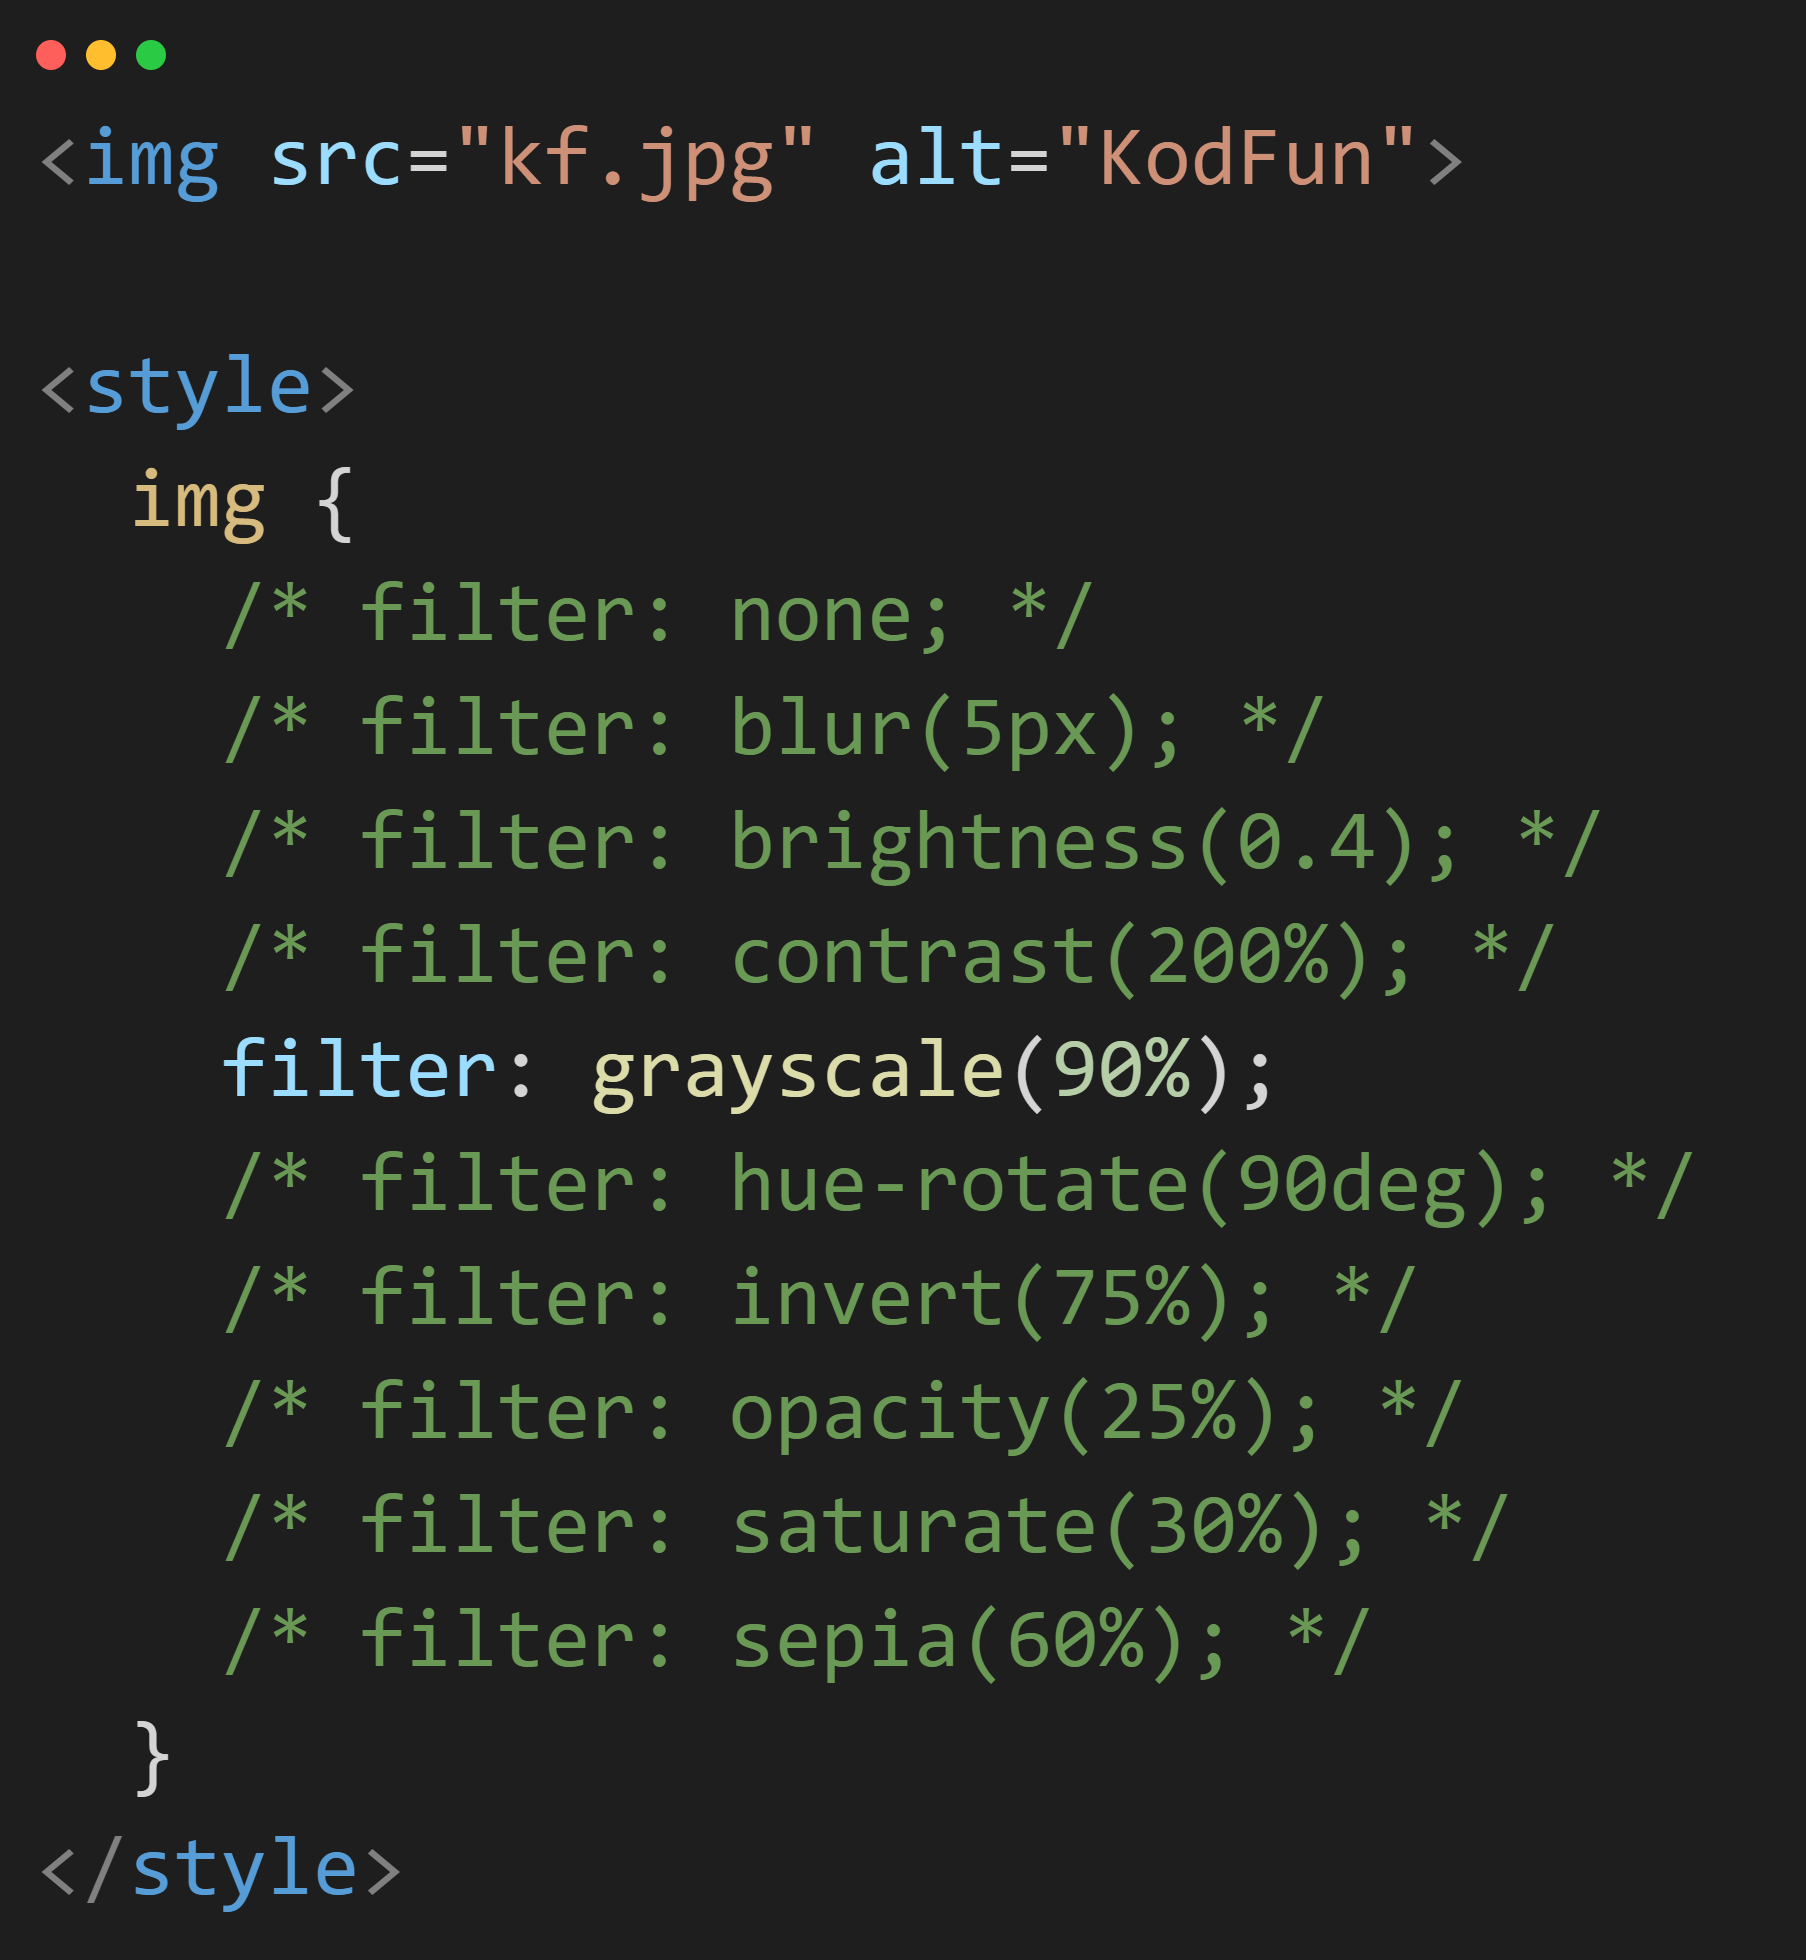 <img src="kf.jpg" alt="KodFun">
<style>
img {
/* filter: none; */
/* filter: blur(5px); */
/* filter: brightness(0.4); */
/* filter: contrast(200%); */
filter: grayscale(90%);
/* filter: hue-rotate(90deg); */
/* filter: invert(75%); */
/* filter: opacity(25%); */
/* filter: saturate(30%); */
/* filter: sepia(60%); */
}
</style>